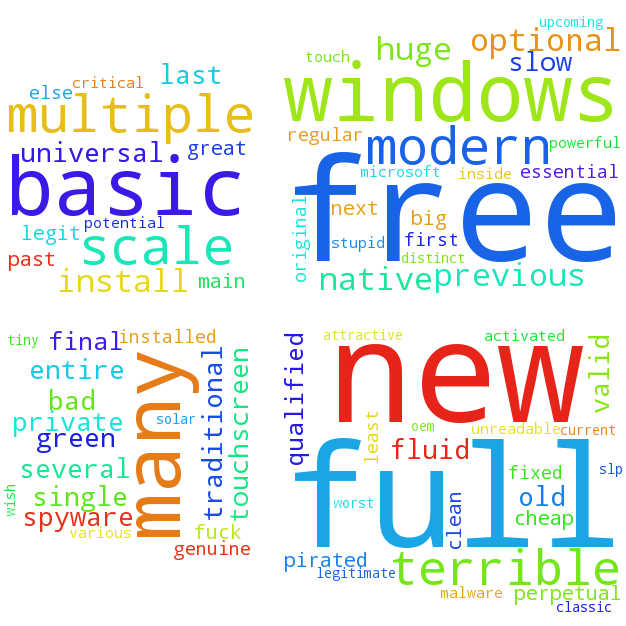 critical
last
else
multiple
universal
great
basic
potential
legit
scale
past
install
main
upcoming
optional
touch
huge
slow
windows
regular
modern
powerful
microsoft
inside
essential
free
original
next
big
stupid
first
distinct
native
previous
tiny
final
installed
entire
many
traditional
touchscreen
bad
private
solar
green
several
single
wish
spyware
various
fuck
genuine
qualified
attractive
new
activated
valid
least
oem
unreadable
current
fluid
full
fixed
slp
worst
clean
old
cheap
pirated
terrible
legitimate
malware
perpetual
classic